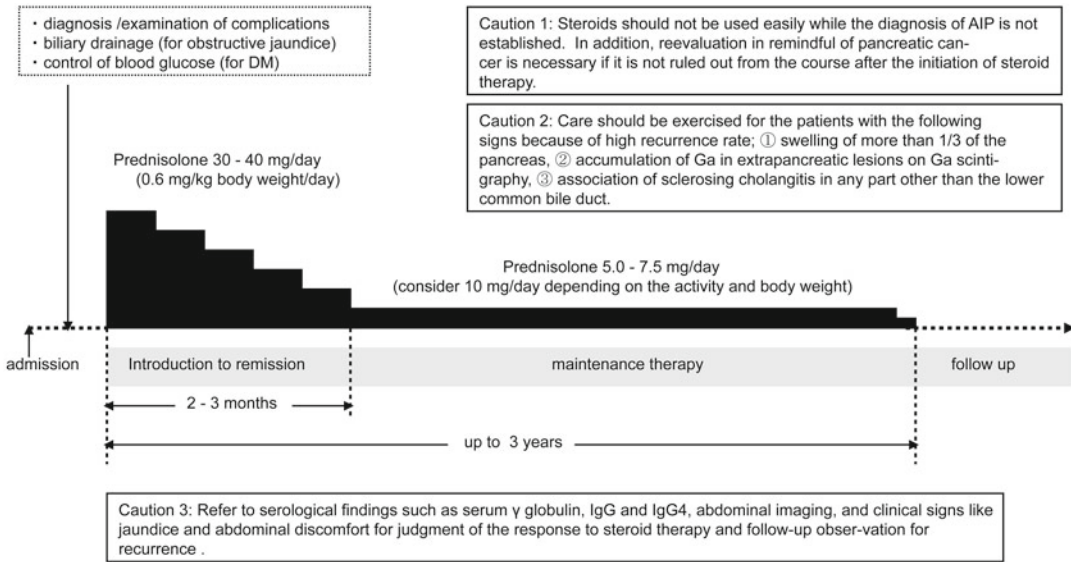 · diagnosis /examination of complications
· biliary drainage (for obstructive jaundice)
· control of blood glucose (for DM)
Caution 1: Steroids should not be used easily while the diagnosis of AIP is not
established. In addition, reevaluation in remindful of pancreatic can-
cer is necessary if it is not ruled out from the course after the initiation of steroid
therapy.
Caution 2: Care should be exercised for the patients with the following
signs because of high recurrence rate; ① swelling of more than 1/3 of the
pancreas, ② accumulation of Ga in extrapancreatic lesions on Ga scinti-
graphy, ③ association of sclerosing cholangitis in any part other than the lower
common bile duct.
Prednisolone 30 - 40 mg/day
(0.6 mg/kg body weight/day)
Prednisolone 5.0 - 7.5 mg/day
(consider 10 mg/day depending on the activity and body weight)
admission
Introduction to remission
maintenance therapy
follow up
2 - 3 months
up to 3 years
Caution 3: Refer to serological findings such as serum γ globulin, IgG and IgG4, abdominal imaging, and clinical signs like
jaundice and abdominal discomfort for judgment of the response to steroid therapy and follow-up obser-vation for
recurrence .